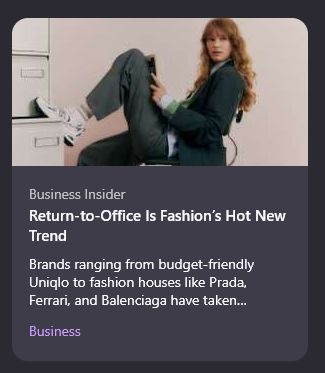 Business Insider
Return-to-Office Is Fashion’s Hot New
Trend
Brands ranging from budget-friendly
Uniqlo to fashion houses like Prada,
Ferrari, and Balenciaga have taken...
Business